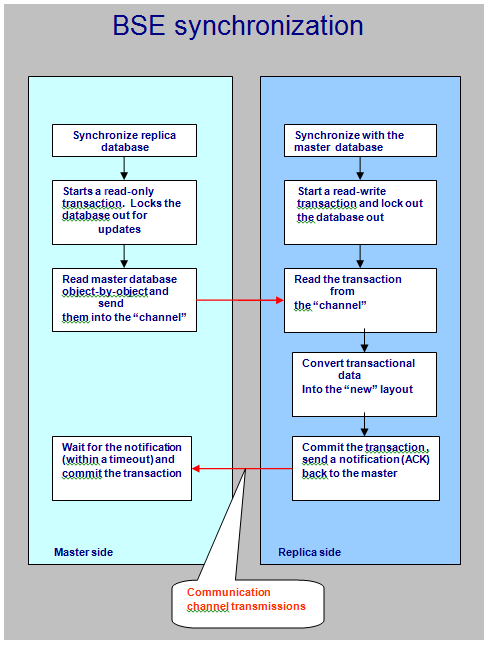 BSE synchronization
Synchronize replica
database
Starts a read-only
transaction. Locks the
database out for
updates
Read master database
object-by-object and
send
them into the “channel”
Wait for the notification
(within a timeout) and
commit the transaction
Master side
Synchronize with the
master database
Start a read-write
transaction and lock out
the database out
Read the transaction
from
the “channel”
Convert transactional
data
Into the “new” layout
Commit the transaction,
send a notification (ACK)
back to the master
Replica side
Communication
channel transmissions